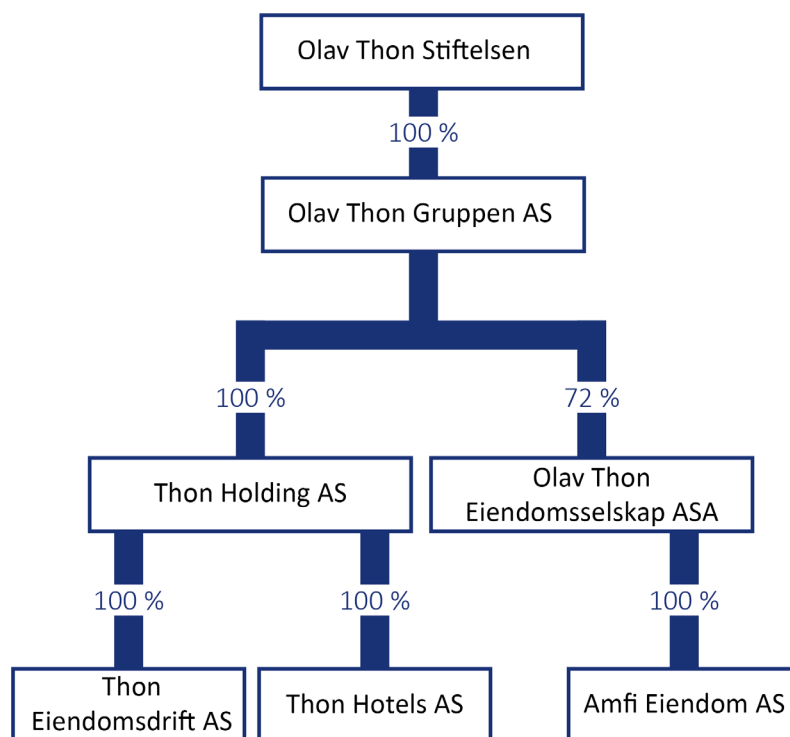 Olav Thon Stiftelsen
100 %
Olav Thon Gruppen AS
100 %
72 %
Thon Holding AS
Olav Thon
Eiendomsselskap ASA
100 %
100 %
100 %
Thon
Eiendomsdrift AS
Thon Hotels AS
Amfi Eiendom AS